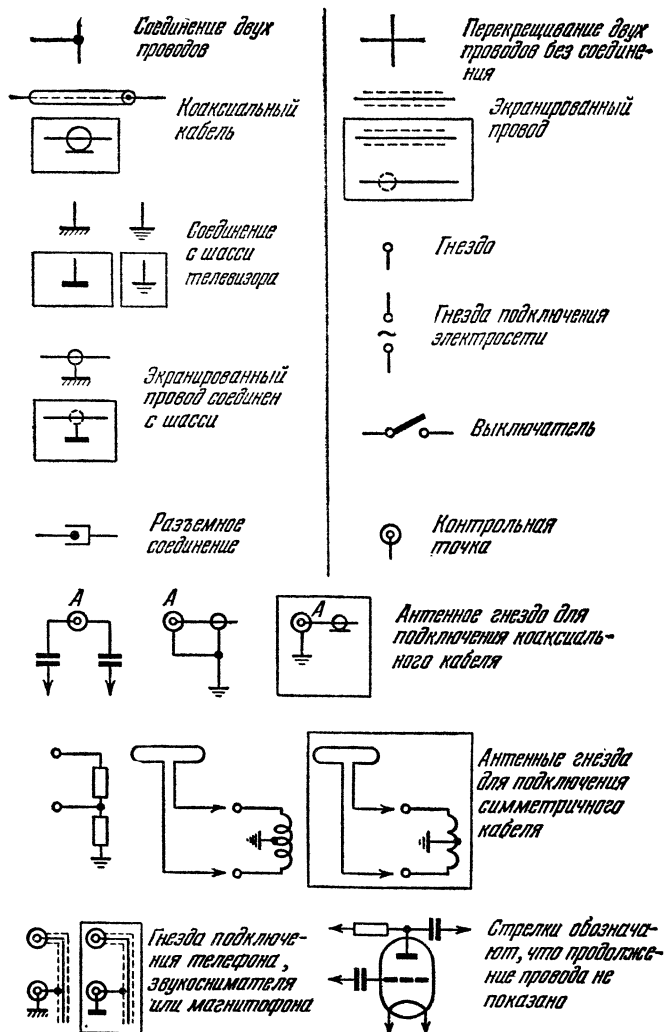 Соединение двух
проводов
Перекрещивание двух
проводов без соедине-
ния
Коаксиальный
кабель
Экранированный
провод
Соединение
с шасси
телевизора
Гнездо
Гнезда подключения
электросети
~
Экранированный
провод соединен
с шасси
Выключатель
Разъемное
соединение
Контрольная
точка
А
А
А
Антенное гнездо для
подключения коаксиаль-
ного кабеля
Антенные гнёзда
для подключения
симметричного
кабеля
Гнезда подключе-
ния телефона,
звукоснимателя
или магнитофона
Стрелки обознача-
ют, что продолже-
ние провода не
показано